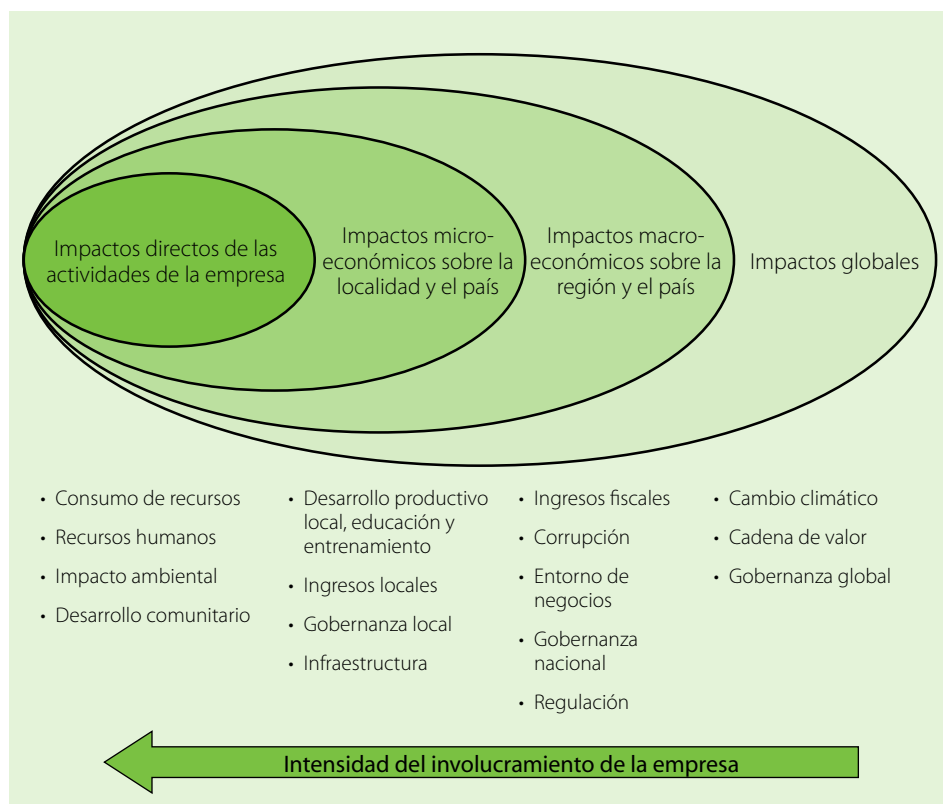 Impactos directos de las
actividades de la empresa
Impactos micro-
económicos sobre la
localidad y el país
Impactos macro-
económicos sobre la
región y el país
Impactos globales
• Consumo de recursos
• Recursos humanos
• Impacto ambiental
• Desarrollo comunitario
• Desarrollo productivo
local, educación y
entrenamiento
• Ingresos locales
• Gobernanza local
• Infraestructura
• Ingresos fiscales
• Corrupción
• Entorno de
negocios
• Gobernanza
nacional
• Regulación
• Cambio climático
• Cadena de valor
• Gobernanza global
Intensidad del involucramiento de la empresa